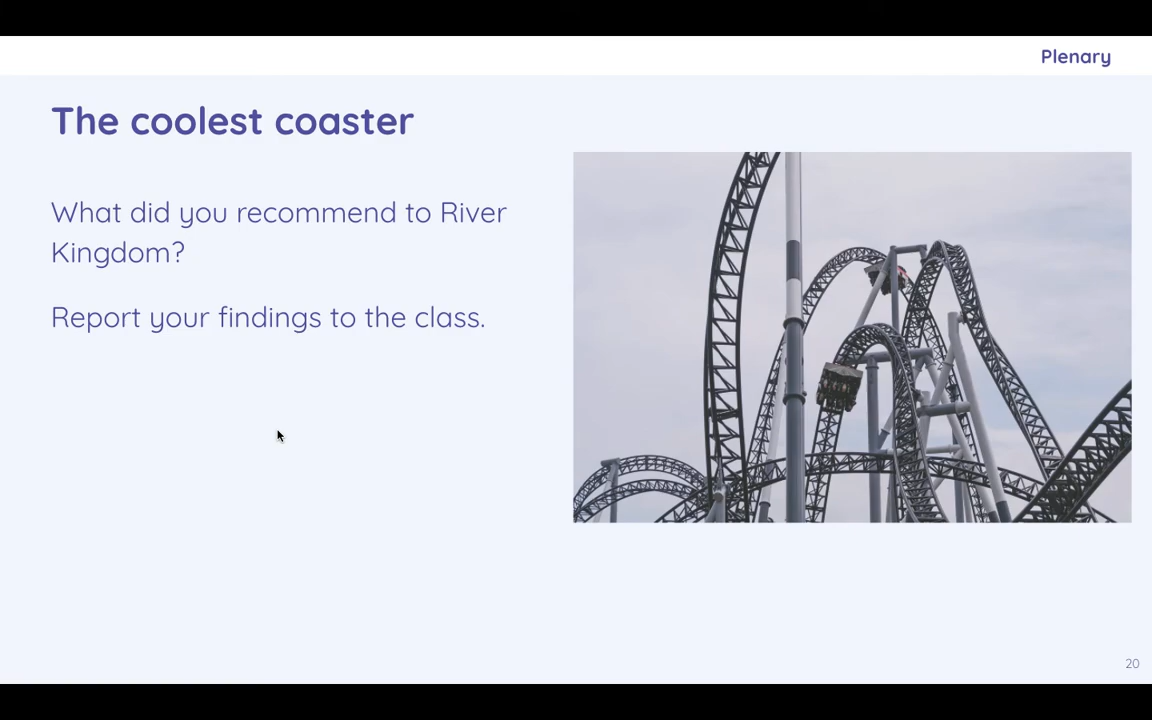 Plenary
The coolest coaster
What did you recommend to River
Kingdom?
Report your findings to the class.
20